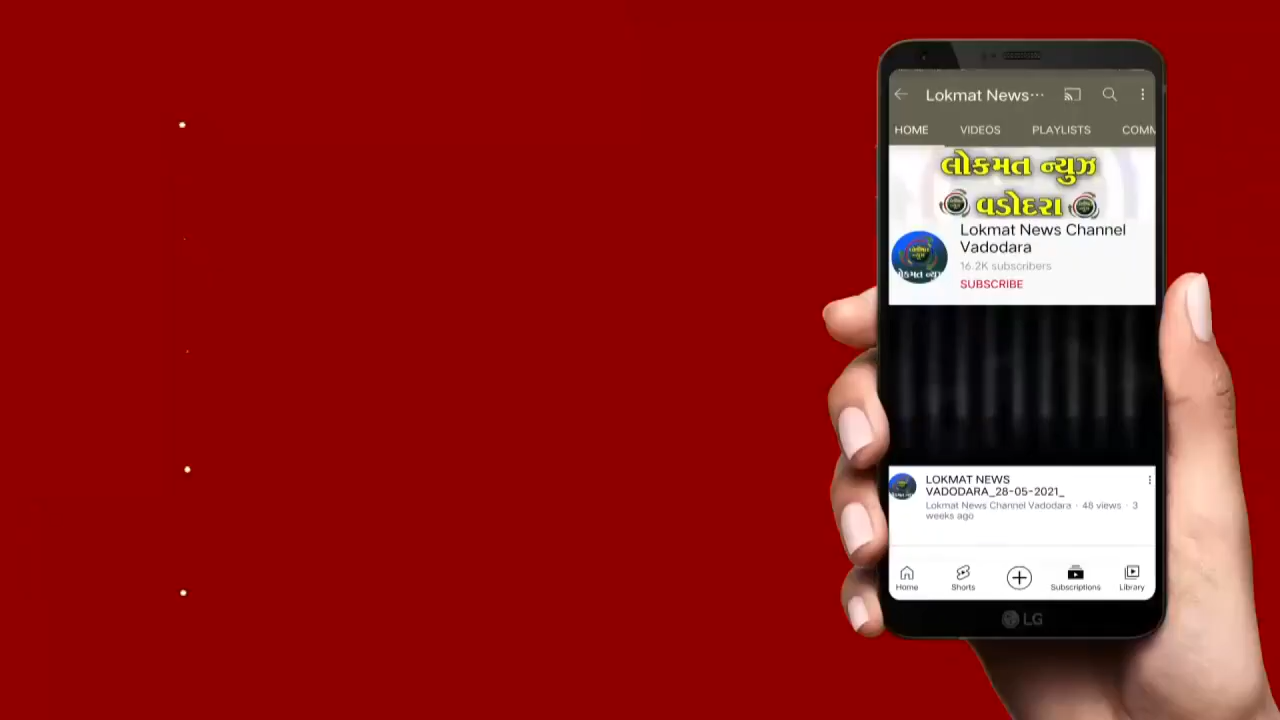 Lokmat News...
HOME VIDEOS PLAYLISTS COMM
લોકમત ન્યુઝ
વડોદરા
Lokmat News Channel
Vadodara
16.2K subscribers
SUBSCRIBE
LOKMAT NEWS
VADODARA_28-05-2021_
Lokmat News Channel Vadodara · 48 views · 3
weeks ago
Home Shorts Subscriptions Library
LG